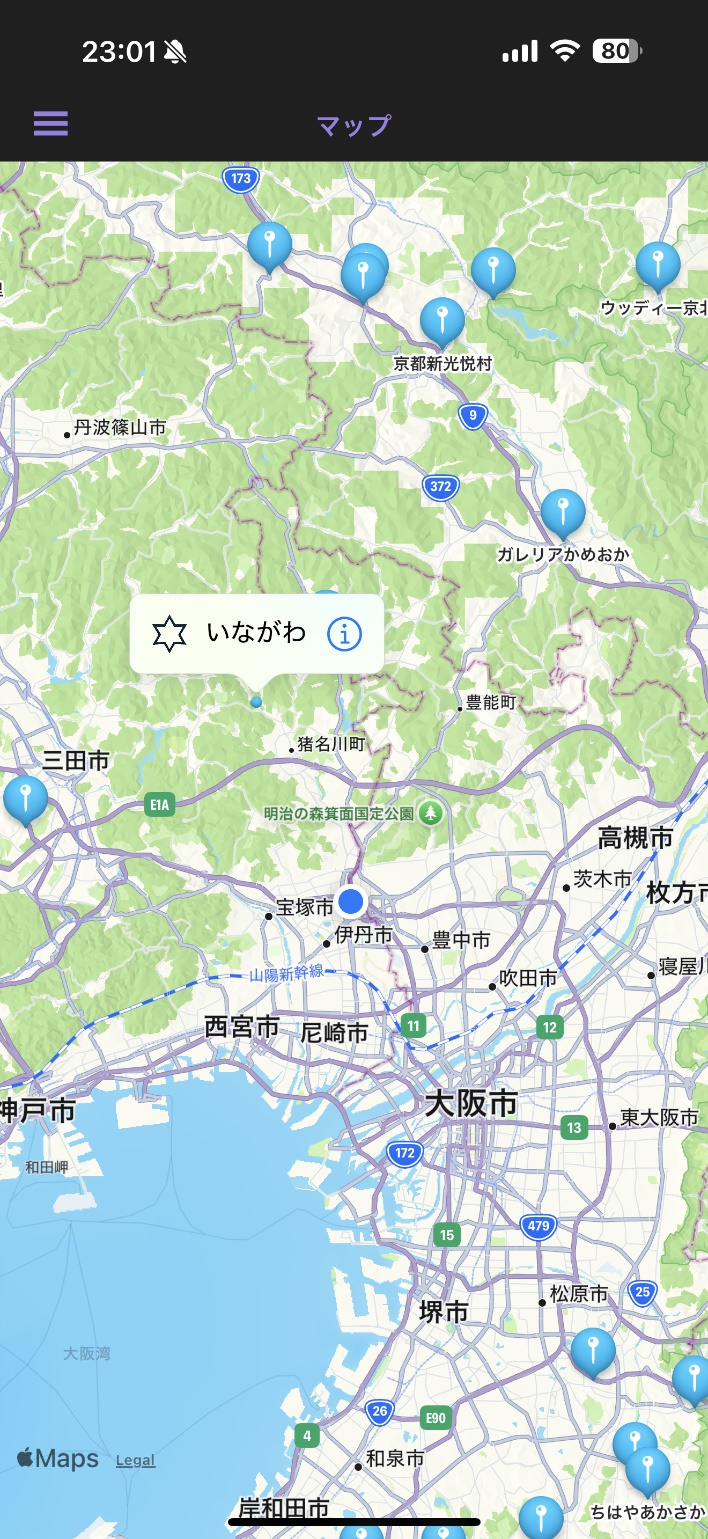 23:01
80
マップ
173
ウッディー京北
京都新光悦村
9
丹波篠山市
372
ガレリアかめおか
いながわ
豊能町
猪名川町
三田市
E1A
明治の森箕面国定公園
高槻市
茨木市
枚方市
宝塚市
伊丹市
豊中市
寝屋川
山陽新幹線
吹田市
西宮市
尼崎市
11
12
大阪市
神戸市
13
東大阪市
172
和田岬
15
479
松原市
25
堺市
大阪湾
26
E90
4
Maps
Legal
和泉市
岸和田市
ちはやあかさか